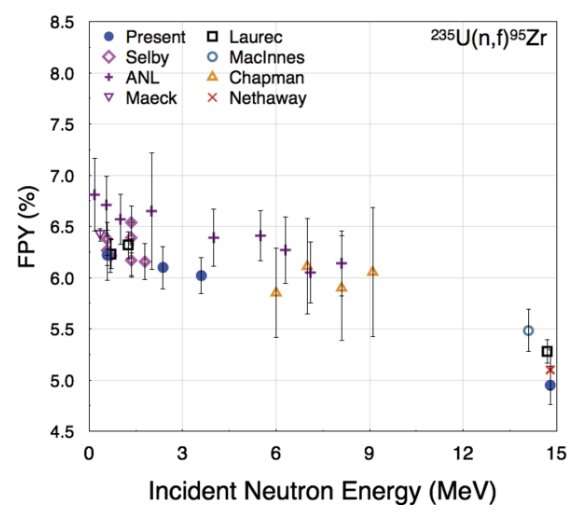 8.5
8.0
7.5
7.0
6.5
6.0
5.5
5.0
4.5
FPY (%)
Present
Selby
ANL
Maeck
Laurec
MacInnes
Chapman
Nethaway
²³⁵U(n,f)⁹⁵Zr
0 3 6 9 12 15
Incident Neutron Energy (MeV)